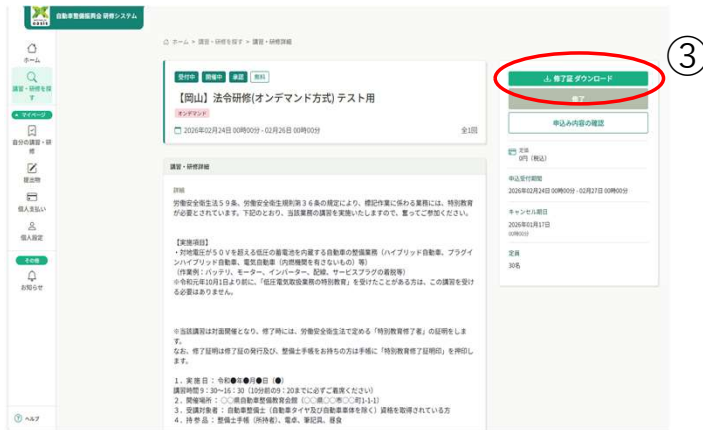 自動車整備振興会 研修システム
ホーム
講習・研修を探す
マイページ
自分の講習・研修
提出物
個人支払い
個人設定
その他
お知らせ
ヘルプ
ホーム > 講習・研修を探す > 講習・研修詳細
受付中 開催中 承認 無料
【岡山】法令研修(オンデマンド方式) テスト用
オンデマンド
2026年02月24日 00時00分 - 02月26日 00時00分 全1回
講習・研修詳細
詳細
労働安全衛生法59条、労働安全衛生規則第36条の規定により、標記作業に係わる業務には、特別教育
が必要とされています。下記のとおり、当該業務の講習を実施いたしますので、奮ってご参加ください。
【実施項目】
・対地電圧が50Vを超える低圧の蓄電池を内蔵する自動車の整備業務（ハイブリッド自動車、プラグイ
ンハイブリッド自動車、電気自動車（内燃機関を有さないもの）等）
（作業例：バッテリ、モーター、インバーター、配線、サービスプラグの着脱等）
※令和元年10月1日より前に、「低圧電気取扱業務の特別教育」を受けたことがある方は、この講習を受け
る必要はありません。
※当該講習は対面開催となり、修了時には、労働安全衛生法で定める「特別教育修了者」の証明をしま
す。
なお、修了証明は修了証の発行及び、整備士手帳をお持ちの方は手帳に「特別教育修了証明印」を押印し
ます。
1．実 施 日： 令和●年●月●日（●）
講習時間9：30～16：30（10分前の9：20までに必ずご着席ください）
2．開催場所： 〇〇県自動車整備教育会館（〇〇県〇〇市〇〇町1-1-1）
3．受講対象者： 自動車整備士（自動車タイヤ及び自動車車体を除く）資格を取得されている方
4．持 参 品： 整備士手帳（所持者）、電卓、筆記具、昼食
③
修了証 ダウンロード
修了
申込み内容の確認
定価
0円（税込）
申込受付期間
2026年02月24日 00時00分 - 02月27日 00時00分
キャンセル期日
2026年01月17日
00時00分
定員
30名